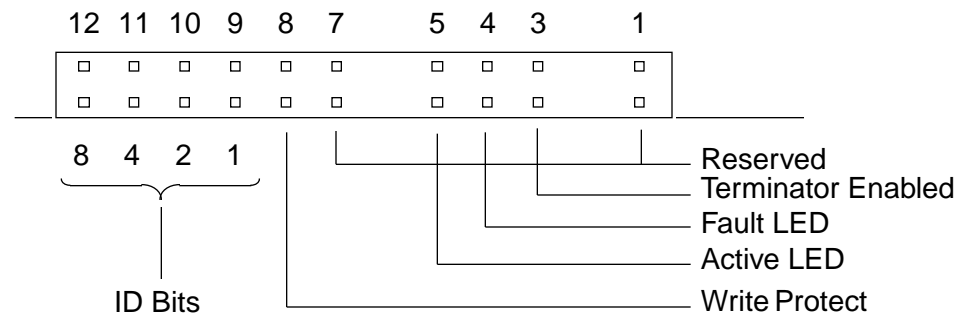 12 11 10 9 8 7 5 4 3 1
8 4 2 1
Reserved
Terminator Enabled
Fault LED
Active LED
ID Bits
Write Protect